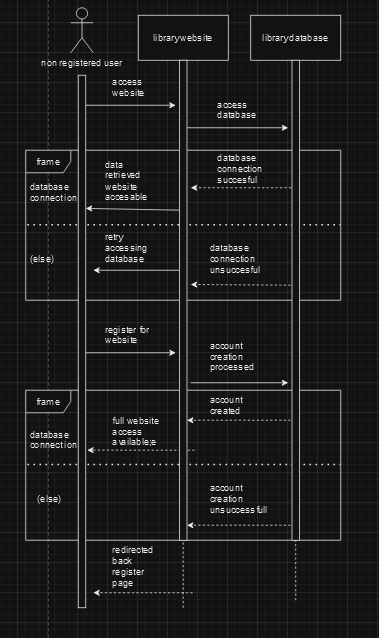 non registered user
librarywebsite
librarydatabase
access
website
access
database
frame
database
connection
data
retrieved
website
accesable
database
connection
succesful
(else)
retry
accessing
database
database
connection
unsuccesful
register for
website
account
creation
processed
frame
database
connection
account
created
full website
access
available;e
(else)
account
creation
unsuccessfull
redirected
back
register
page